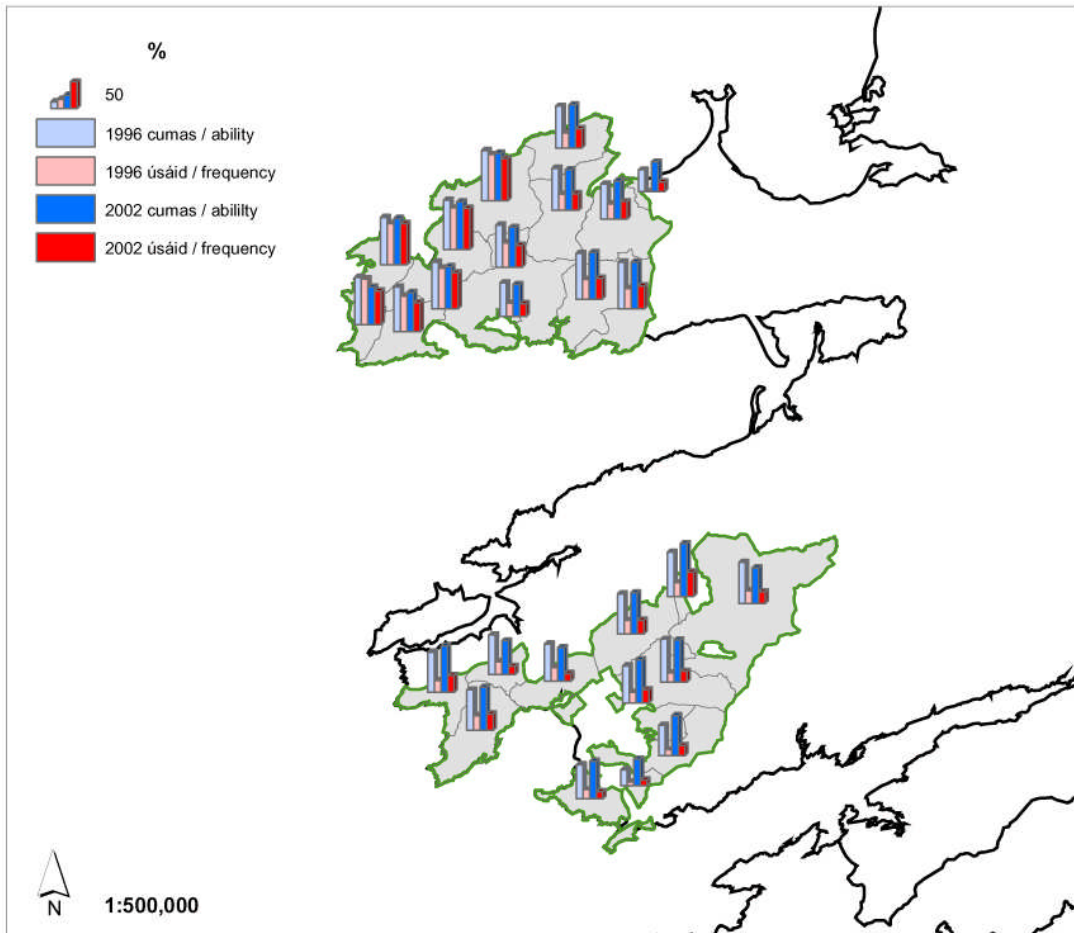 %
50
1996 cumas / ability
1996 úsáid / frequency
2002 cumas / abililty
2002 úsáid / frequency
N
1:500,000